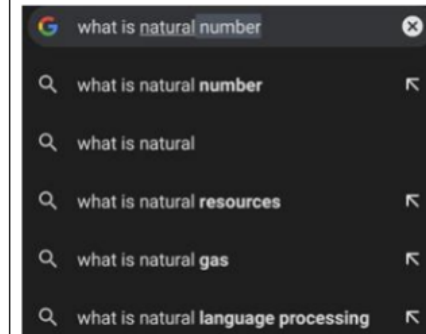 what is natural number
what is natural number
what is natural
what is natural resources
what is natural gas
what is natural language processing